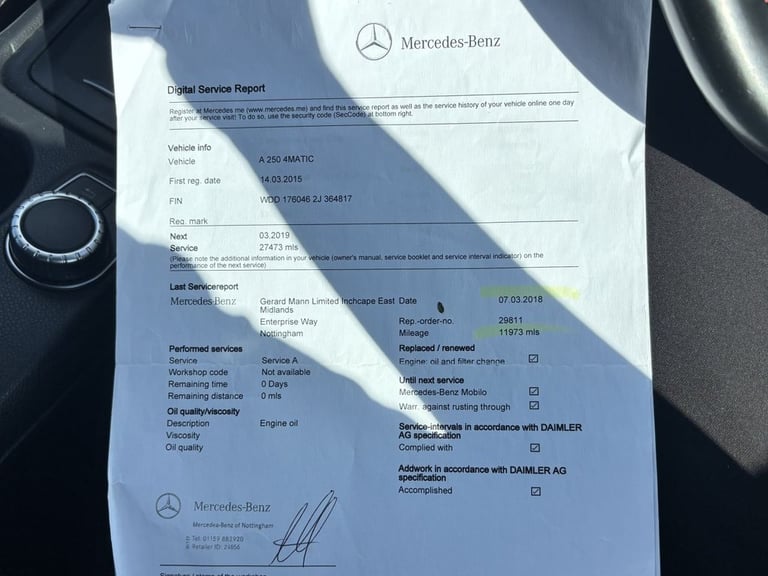 Mercedes-Benz
Digital Service Report
Register at Mercedes me (www.mercedes.me) and find this service report as well as the service history of your vehicle online one day
after your service visit! To do so, use the security code (SecCode) at bottom right.
Vehicle info
Vehicle A 250 4MATIC
First reg. date 14.03.2015
FIN WDD 176046 2J 364817
Reg. mark
Next 03.2019
Service 27473 mls
(Please note the additional information in your vehicle (owner's manual, service booklet and service interval indicator) on the
performance of the next service)
Last Servicereport
Mercedes-Benz Gerard Mann Limited Inchcape East Date 07.03.2018
Midlands
Enterprise Way Rep.-order-no. 29811
Nottingham Mileage 11973 mls
Performed services Replaced / renewed
Service Service A Engine: oil and filter change
Workshop code Not available
Remaining time 0 Days Until next service
Remaining distance 0 mls Mercedes-Benz Mobilo
Oil quality/viscosity Warr. against rusting through
Description Engine oil Service-intervals in accordance with DAIMLER
Viscosity AG specification
Oil quality Complied with
Addwork in accordance with DAIMLER AG
specification
Accomplished
Mercedes-Benz
Mercedes-Benz of Nottingham
Tel: 01159 882920
Retailer ID: 24656